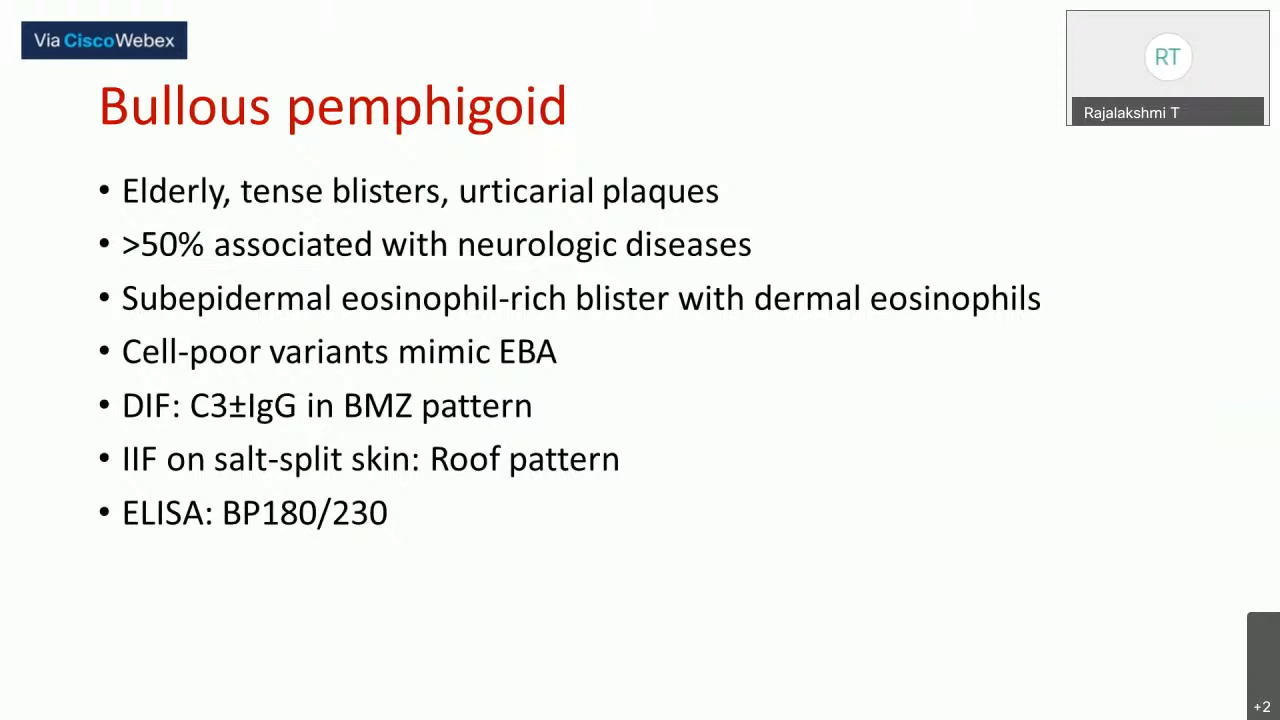 Via CiscoWebex
RT
Rajalakshmi T
Bullous pemphigoid
• Elderly, tense blisters, urticarial plaques
• >50% associated with neurologic diseases
• Subepidermal eosinophil-rich blister with dermal eosinophils
• Cell-poor variants mimic EBA
• DIF: C3±IgG in BMZ pattern
• IIF on salt-split skin: Roof pattern
• ELISA: BP180/230
+2